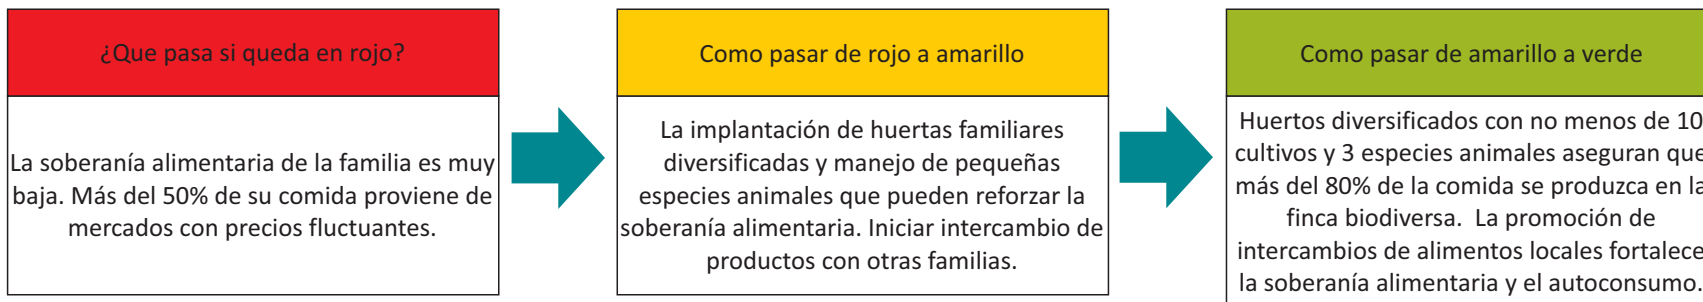 ¿Que pasa si queda en rojo?
La soberanía alimentaria de la familia es muy
baja. Más del 50% de su comida proviene de
mercados con precios fluctuantes.
Como pasar de rojo a amarillo
La implantación de huertas familiares
diversificadas y manejo de pequeñas
especies animales que pueden reforzar la
soberanía alimentaria. Iniciar intercambio de
productos con otras familias.
Como pasar de amarillo a verde
Huertos diversificados con no menos de 10
cultivos y 3 especies animales aseguran que
más del 80% de la comida se produzca en la
finca biodiversa. La promoción de
intercambios de alimentos locales fortalece
la soberanía alimentaria y el autoconsumo.